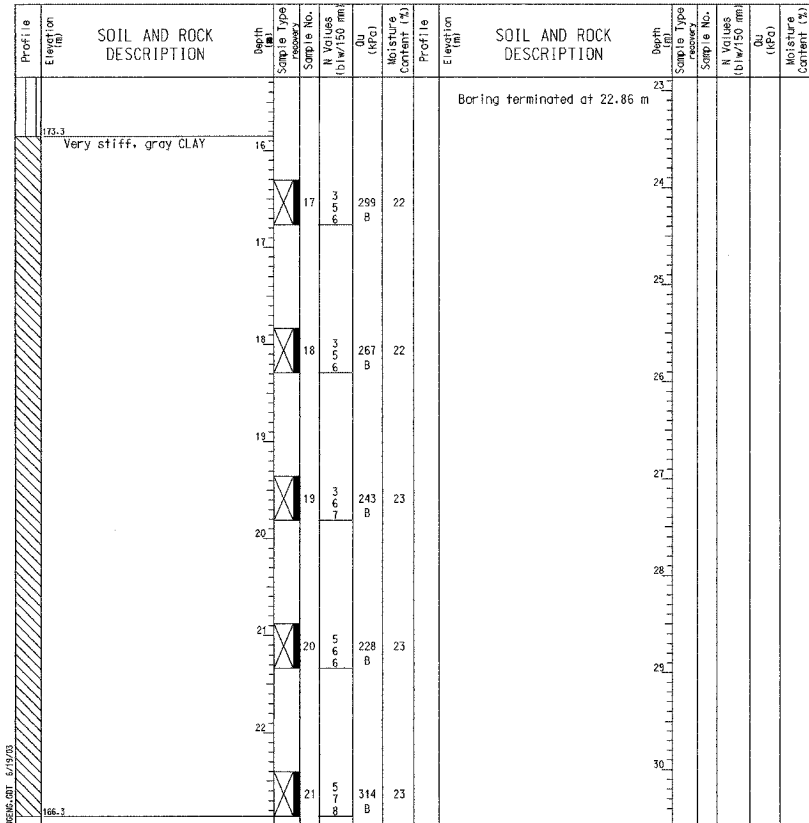 Profile
Elevation (m)
SOIL AND ROCK DESCRIPTION
Depth (m)
Sample Type recovery
Sample No.
N Values (blw/150 mm)
Qu (kPa)
Moisture Content (%)
Profile
Elevation (m)
SOIL AND ROCK DESCRIPTION
Depth (m)
Sample Type recovery
Sample No.
N Values (blw/150 mm)
Qu (kPa)
Moisture Content (%)
173.3
Very stiff, gray CLAY
16
17 3 5 6 299 B 22
17
18
18 3 5 6 267 B 22
19
19 3 6 7 243 B 23
20
21
20 5 6 6 228 B 23
22
21 5 7 8 314 B 23
166.3
Boring terminated at 22.86 m
23
24
25
26
27
28
29
30
6/19/03